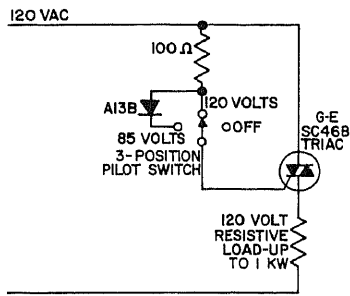 120 VAC
100Ω
A13B
120 VOLTS
OFF
85 VOLTS
3-POSITION
PILOT SWITCH
G-E
SC46B
TRIAC
120 VOLT
RESISTIVE
LOAD-UP
TO 1 KW